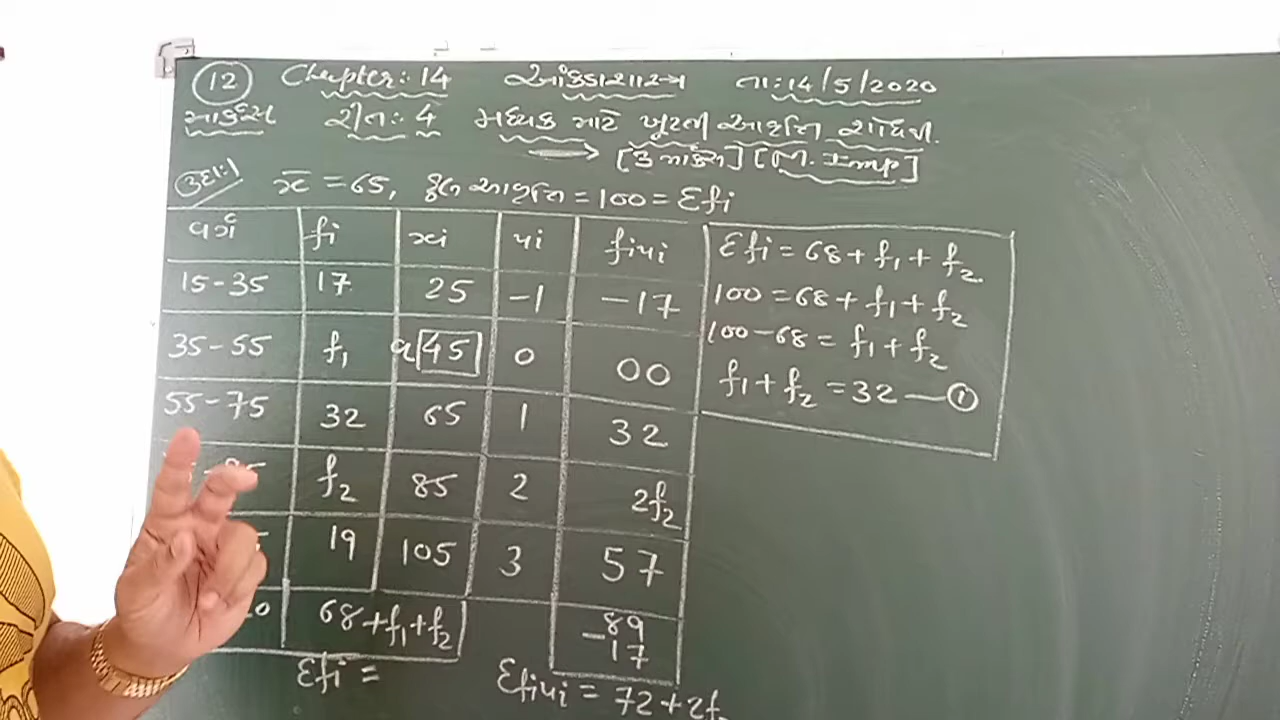 12 Chapter:- 14 આંકડાશાસ્ત્ર તા:-14/5/2020
માર્ક્સ રીત:- 4 મધ્યક માટે ખૂટતી આવૃત્તિ શોધવી.
→ [3 માર્ક્સ] [M. Imp]
ઉદા:-1 x̄ = 65, કુલ આવૃત્તિ = 100 = Σfi
વર્ગ fi xi ui fiui
15-35 17 25 -1 -17
35-55 f₁ a 45 0 00
55-75 32 65 1 32
f₂ 85 2 2f₂
19 105 3 57
68+f₁+f₂ 89
-17
Σfi =
Σfiui = 72+2f
Σfi = 68+f₁+f₂
100 = 68+f₁+f₂
100-68 = f₁+f₂
f₁+f₂ = 32 — ①